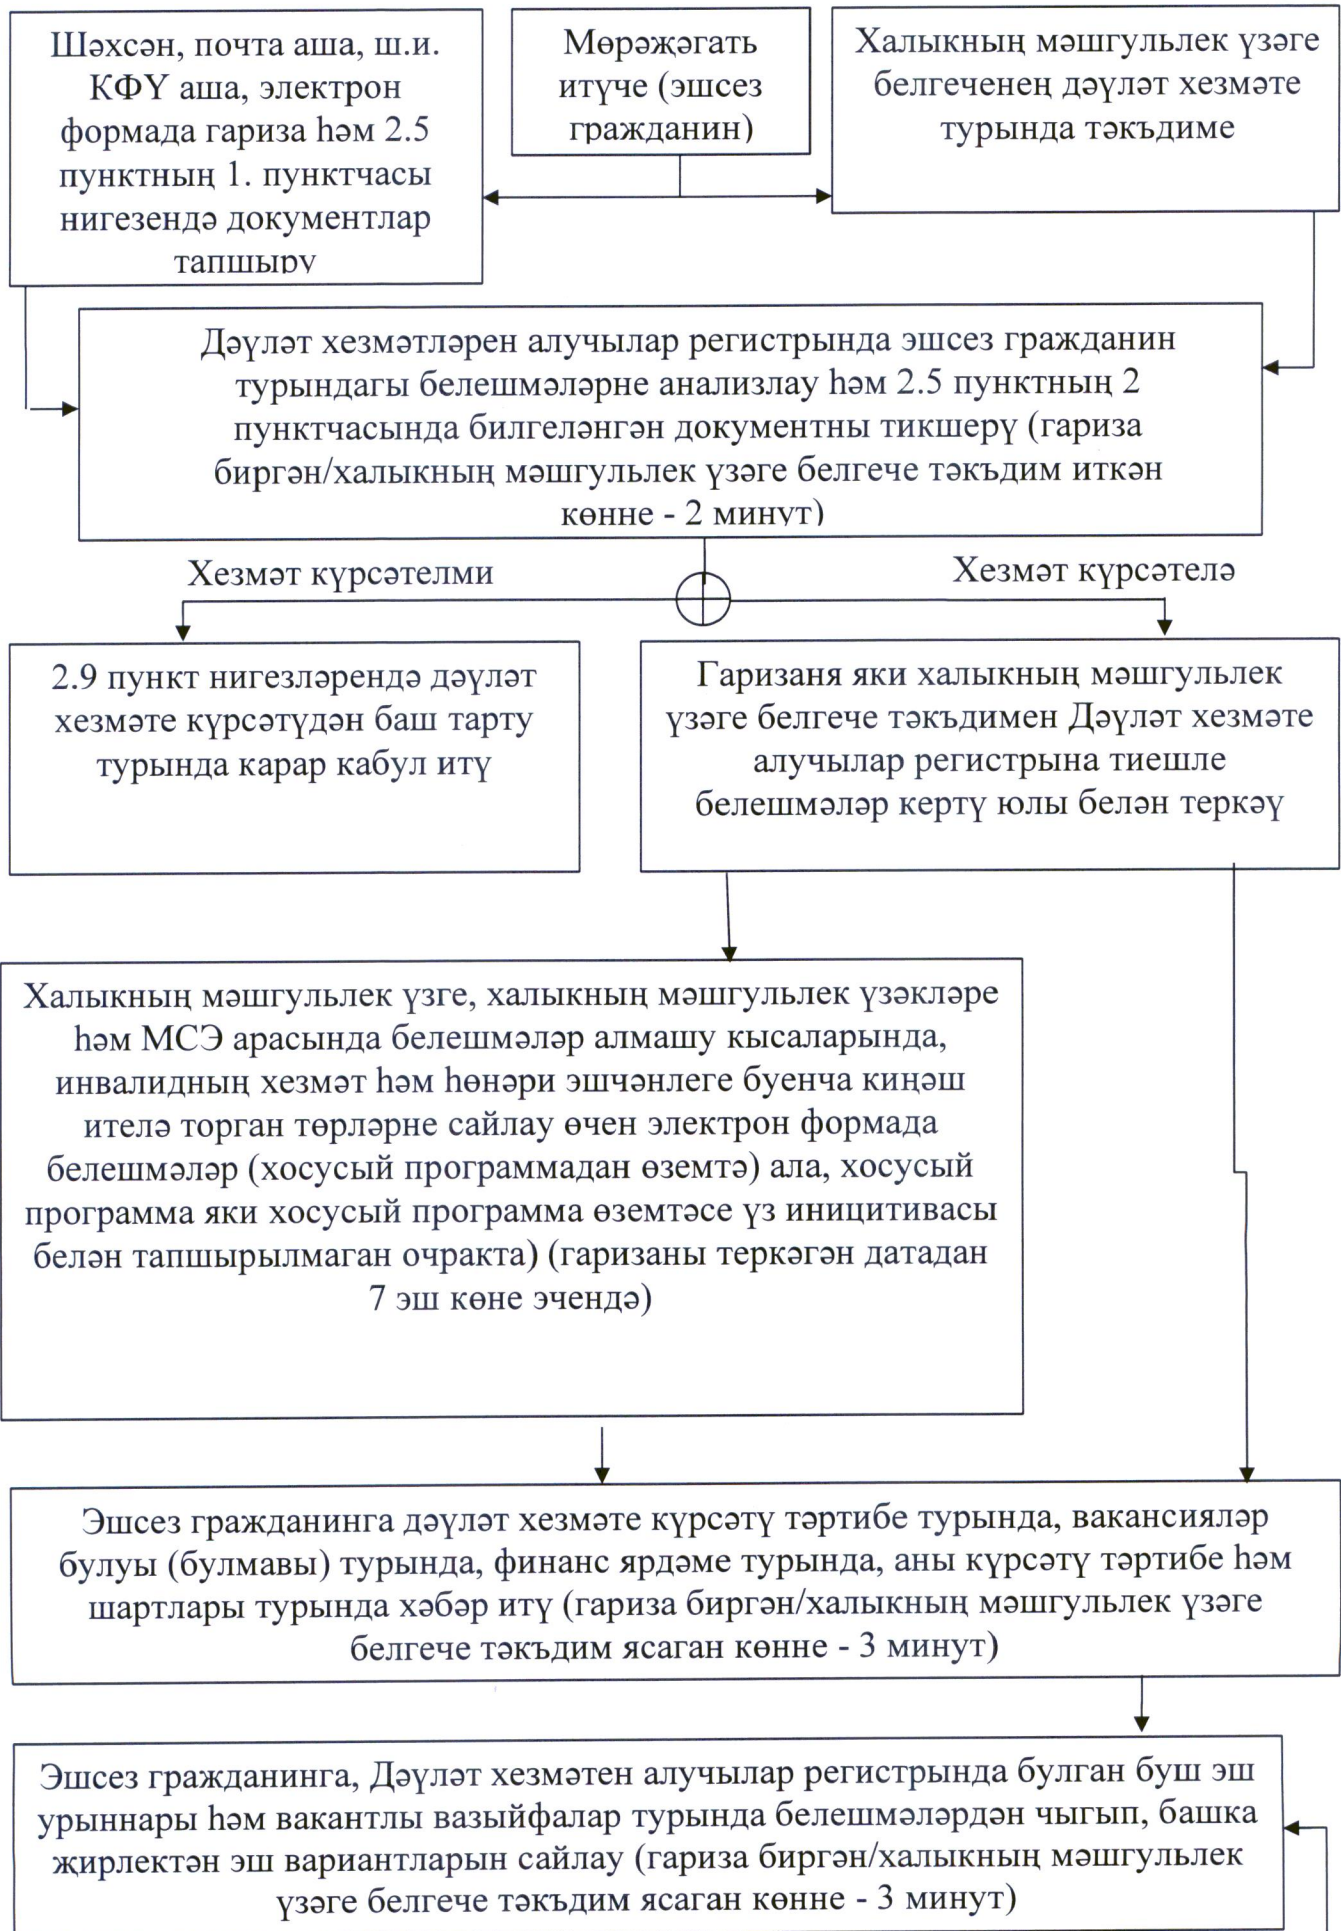 Шәхсән, почта аша, ш.и.
КФҮ аша, электрон
формада гариза һәм 2.5
пунктның 1. пунктчасы
нигезендә документлар
тапшыру
Мөрәҗәгать
итүче (эшсез
гражданин)
Халыкның мәшгульлек үзәге
белгеченең дәүләт хезмәте
турында тәкъдиме
Дәүләт хезмәтләрен алучылар регистрында эшсез гражданин
турындагы белешмәләрне анализлау һәм 2.5 пунктның 2
пунктчасында билгеләнгән документны тикшерү (гариза
биргән/халыкның мәшгульлек үзәге белгече тәкъдим иткән
көнне - 2 минут)
Хезмәт күрсәтелми
Хезмәт күрсәтелә
2.9 пункт нигезләрендә дәүләт
хезмәте күрсәтүдән баш тарту
турында карар кабул итү
Гаризаня яки халыкның мәшгульлек
үзәге белгече тәкъдимен Дәүләт хезмәте
алучылар регистрына тиешле
белешмәләр кертү юлы белән теркәү
Халыкның мәшгульлек үзге, халыкның мәшгульлек үзәкләре
һәм МСЭ арасында белешмәләр алмашу кысаларында,
инвалидның хезмәт һәм һөнәри эшчәнлеге буенча киңәш
ителә торган төрләрне сайлау өчен электрон формада
белешмәләр (хосусый программадан өземтә) ала, хосусый
программа яки хосусый программа өземтәсе үз иницитивасы
белән тапшырылмаган очракта) (гаризаны теркәгән датадан
7 эш көне эчендә)
Эшсез гражданинга дәүләт хезмәте күрсәтү тәртибе турында, вакансияләр
булуы (булмавы) турында, финанс ярдәме турында, аны күрсәтү тәртибе һәм
шартлары турында хәбәр итү (гариза биргән/халыкның мәшгульлек үзәге
белгече тәкъдим ясаган көнне - 3 минут)
Эшсез гражданинга, Дәүләт хезмәтен алучылар регистрында булган буш эш
урыннары һәм вакантлы вазыйфалар турында белешмәләрдән чыгып, башка
җирлектән эш вариантларын сайлау (гариза биргән/халыкның мәшгульлек
үзәге белгече тәкъдим ясаган көнне - 3 минут)